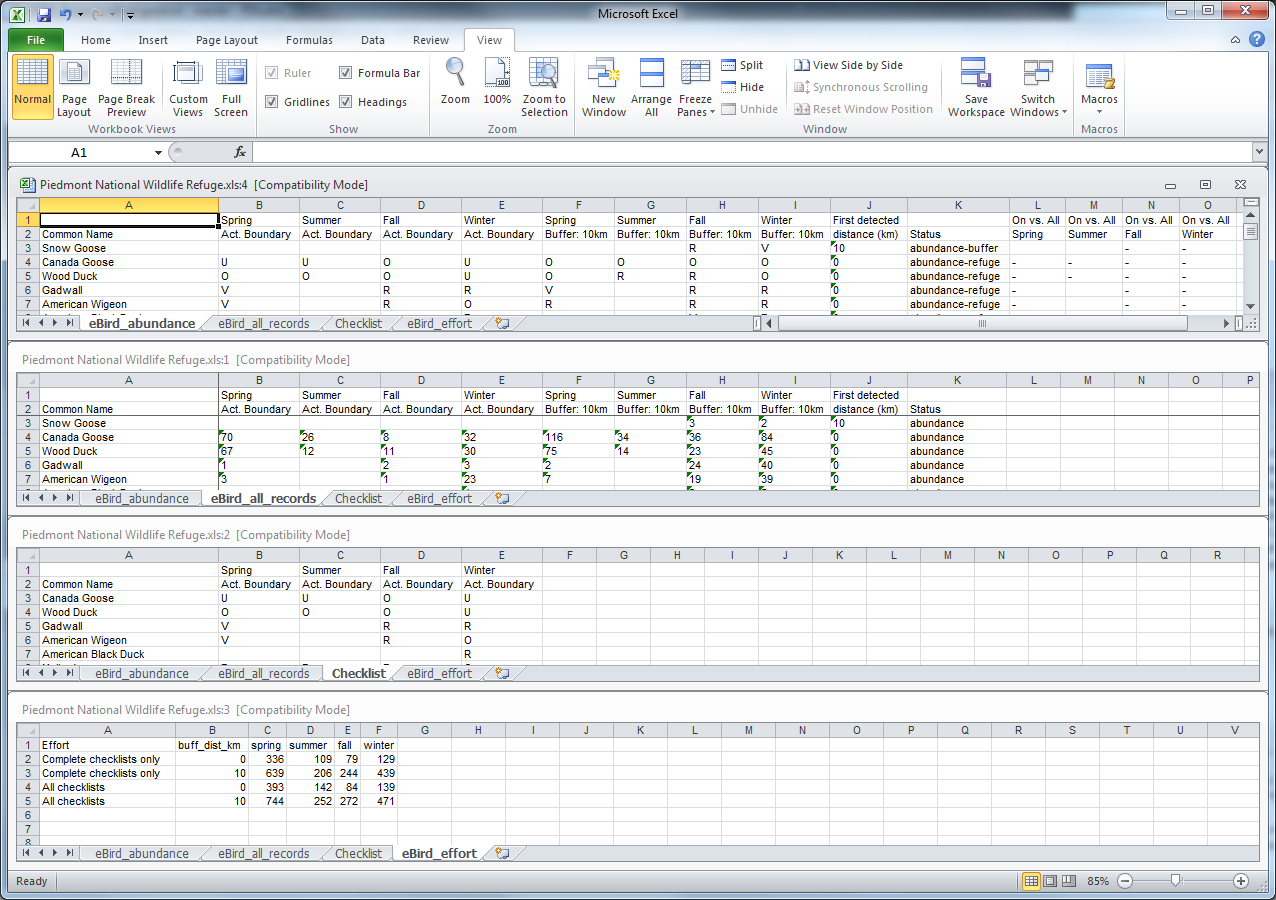 Microsoft Excel
File Home Insert Page Layout Formulas Data Review View
Normal Page Layout Page Break Preview Custom Views Full Screen
Workbook Views
Ruler Formula Bar
Gridlines Headings
Show
Zoom 100% Zoom to Selection
Zoom
New Window Arrange All Freeze Panes Split Hide Unhide
View Side by Side
Synchronous Scrolling
Reset Window Position
Window
Save Workspace Switch Windows
Macros
Macros
A1 fx
Piedmont National Wildlife Refuge.xls:4 [Compatibility Mode]
A B C D E F G H I J K L M N O
1 Spring Summer Fall Winter Spring Summer Fall Winter First detected On vs. All On vs. All On vs. All On vs. All
2 Common Name Act. Boundary Act. Boundary Act. Boundary Act. Boundary Buffer: 10km Buffer: 10km Buffer: 10km Buffer: 10km distance (km) Status Spring Summer Fall Winter
3 Snow Goose R V 10 abundance-buffer - -
4 Canada Goose U U O U O O O O 0 abundance-refuge - - - -
5 Wood Duck O O O U O R R O 0 abundance-refuge - - - -
6 Gadwall V R R V R R 0 abundance-refuge - - -
7 American Wigeon V R O R R R 0 abundance-refuge - - -
eBird_abundance eBird_all_records Checklist eBird_effort
Piedmont National Wildlife Refuge.xls:1 [Compatibility Mode]
A B C D E F G H I J K L M N O P
1 Spring Summer Fall Winter Spring Summer Fall Winter First detected
2 Common Name Act. Boundary Act. Boundary Act. Boundary Act. Boundary Buffer: 10km Buffer: 10km Buffer: 10km Buffer: 10km distance (km) Status
3 Snow Goose 3 2 10 abundance
4 Canada Goose 70 26 8 32 116 34 36 84 0 abundance
5 Wood Duck 67 12 11 30 75 14 23 45 0 abundance
6 Gadwall 1 2 3 2 24 40 0 abundance
7 American Wigeon 3 1 23 7 19 39 0 abundance
eBird_abundance eBird_all_records Checklist eBird_effort
Piedmont National Wildlife Refuge.xls:2 [Compatibility Mode]
A B C D E F G H I J K L M N O P Q R
1 Spring Summer Fall Winter
2 Common Name Act. Boundary Act. Boundary Act. Boundary Act. Boundary
3 Canada Goose U U O U
4 Wood Duck O O O U
5 Gadwall V R R
6 American Wigeon V R O
7 American Black Duck R
eBird_abundance eBird_all_records Checklist eBird_effort
Piedmont National Wildlife Refuge.xls:3 [Compatibility Mode]
A B C D E F G H I J K L M N O P Q R S T U V
1 Effort buff_dist_km spring summer fall winter
2 Complete checklists only 0 336 109 79 129
3 Complete checklists only 10 639 206 244 439
4 All checklists 0 393 142 84 139
5 All checklists 10 744 252 272 471
6
7
8
eBird_abundance eBird_all_records Checklist eBird_effort
Ready 85%